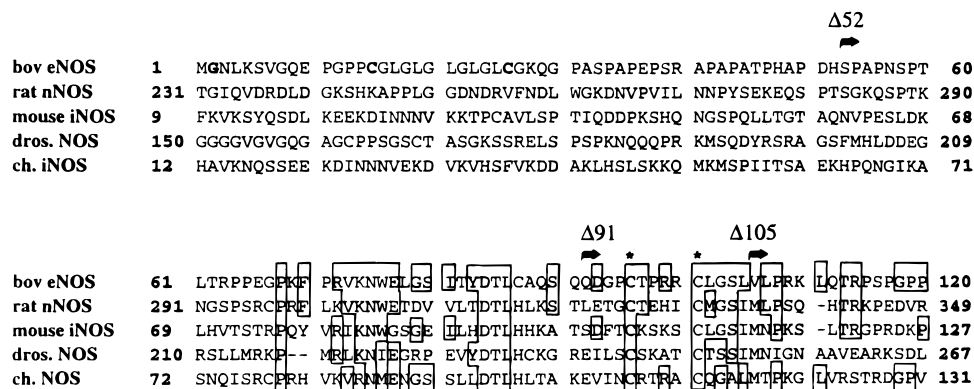 Δ52
bov eNOS 1 MGNLKSVGQE PGPPCGLGLG LGLGLCGKQG PASPAPEPSR APAPATPHAP DHSPAPNSPT 60
rat nNOS 231 TGIQVDRDLD GKSHKAPPLG GDNDRVFNDL WGKDNVPVIL NNPYSEKEQS PTSGKQSPTK 290
mouse iNOS 9 FKVKSYQSDL KEEKDINNNV KKTPCAVLSP TIQDDPKSHQ NGSPQLLTGT AQNVPESLDK 68
dros. NOS 150 GGGGVGVGQG AGCPPSGSCT ASGKSSRELS PSPKNQQQPR KMSQDYRSRA GSFMHLDDEG 209
ch. iNOS 12 HAVKNQSSEE KDINNNVEKD VKVHSFVKDD AKLHSLSKKQ MKMSPIITSA EKHPQNGIKA 71
Δ91 * * Δ105
bov eNOS 61 LTRPPEGPKF PRVKNWELGS ITYDTLCAQS QQDGPCTPRR CLGSLVLPRK LQTRPSPGPP 120
rat nNOS 291 NGSPSRCPRF LKVKNWETDV VLTDTLHLKS TLETGCTEHI CMGSIMLPSQ -HTRKPEDVR 349
mouse iNOS 69 LHVTSTRPQY VRIKNWGSGE ILHDTLHHKA TSDFTCKSKS CLGSIMNPKS -LTRGPRDKP 127
dros. NOS 210 RSLLMRKP-- MRLKNIEGRP EVYDTLHCKG REILSCSKAT CTSSIMNIGN AAVEARKSDL 267
ch. NOS 72 SNQISRCPRH VKVRNMENGS SLLDTLHLTA KEVINCRTRA CQGALMTPKG LVRSTRDGPV 131